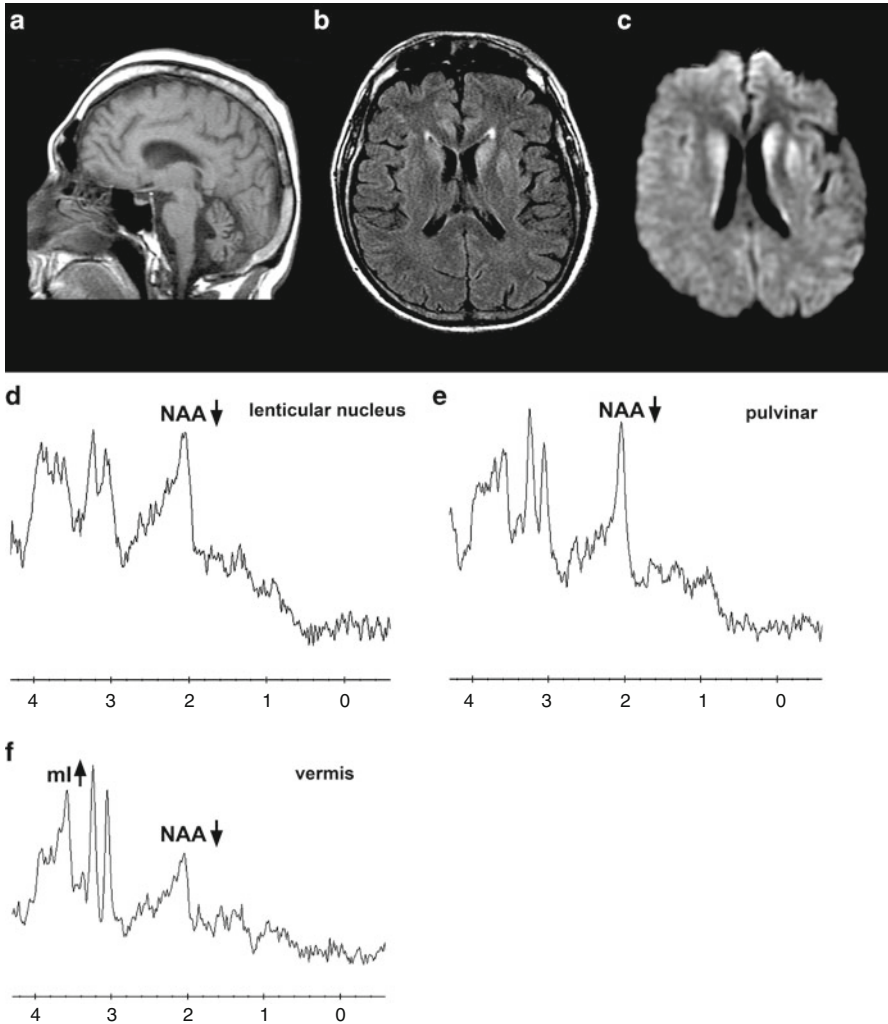 a
b
c
d
NAA
lenticular nucleus
4 3 2 1 0
e
NAA
pulvinar
4 3 2 1 0
f
mI
NAA
vermis
4 3 2 1 0